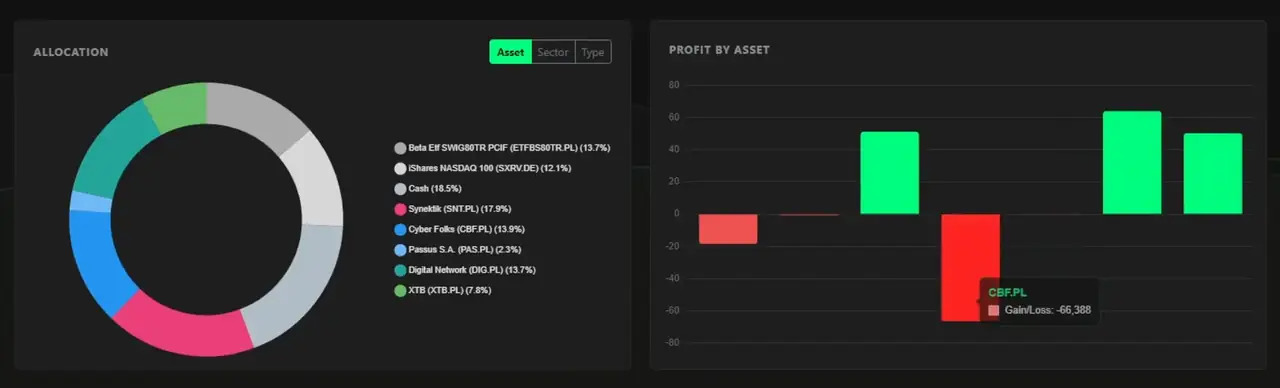 ALLOCATION
Asset Sector Type
Beta Etf SWIG80TR PCIF (ETFBS80TR.PL) (13.7%)
iShares NASDAQ 100 (SXRV.DE) (12.1%)
Cash (18.5%)
Synektik (SNT.PL) (17.9%)
Cyber Folks (CBF.PL) (13.9%)
Passus S.A. (PAS.PL) (2.3%)
Digital Network (DIG.PL) (13.7%)
XTB (XTB.PL) (7.8%)
PROFIT BY ASSET
80
60
40
20
0
-20
-40
-60
-80
CBF.PL
Gain/Loss: -66,388